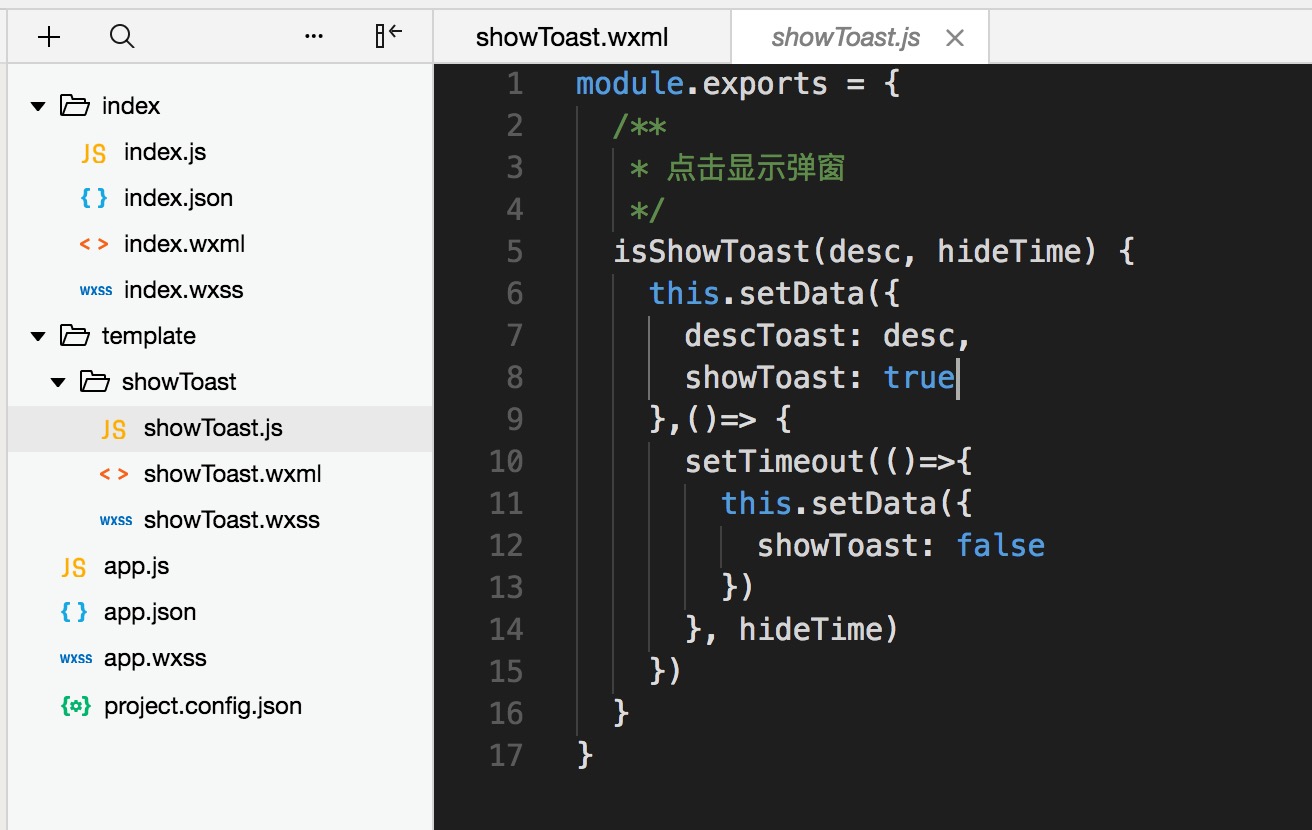 showToast.wxml
showToast.js
index
JS index.js
{ } index.json
< > index.wxml
wxss index.wxss
template
showToast
JS showToast.js
< > showToast.wxml
wxss showToast.wxss
JS app.js
{ } app.json
wxss app.wxss
project.config.json
1 module.exports = {
2 /**
3 * 点击显示弹窗
4 */
5 isShowToast(desc, hideTime) {
6 this.setData({
7 descToast: desc,
8 showToast: true
9 },()=> {
10 setTimeout(()=>{
11 this.setData({
12 showToast: false
13 })
14 }, hideTime)
15 })
16 }
17 }